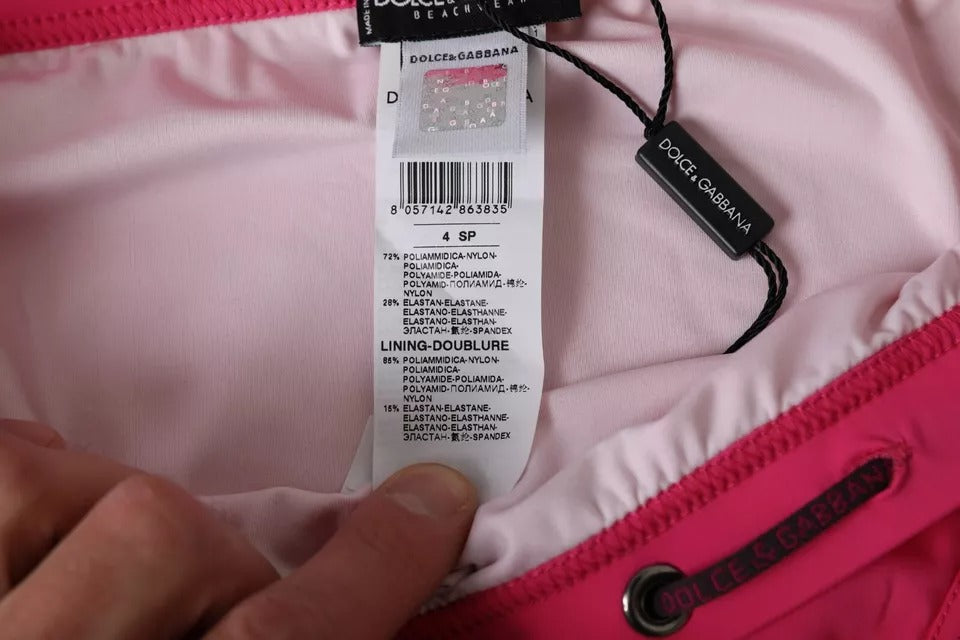 MADE IN
DOLCE & GABBANA
BEACHWEAR
DOLCE&GABBANA
D A
8 057142 863835
4 SP
72% POLIAMMIDICA-NYLON-
POLIAMIDICA-
POLYAMIDE-POLIAMIDA-
POLYAMID-ПОЛИАМИД-锦纶-
NYLON
28% ELASTAN-ELASTANE-
ELASTANO-ELASTHANNE-
ELASTANO-ELASTHAN-
ЭЛАСТАН-氨纶-SPANDEX
LINING-DOUBLURE
85% POLIAMMIDICA-NYLON-
POLIAMIDICA-
POLYAMIDE-POLIAMIDA-
POLYAMID-ПОЛИАМИД-锦纶-
NYLON
15% ELASTAN-ELASTANE-
ELASTANO-ELASTHANNE-
ELASTANO-ELASTHAN-
ЭЛАСТАН-氨纶-SPANDEX
DOLCE&GABBANA
DOLCE&GABBANA